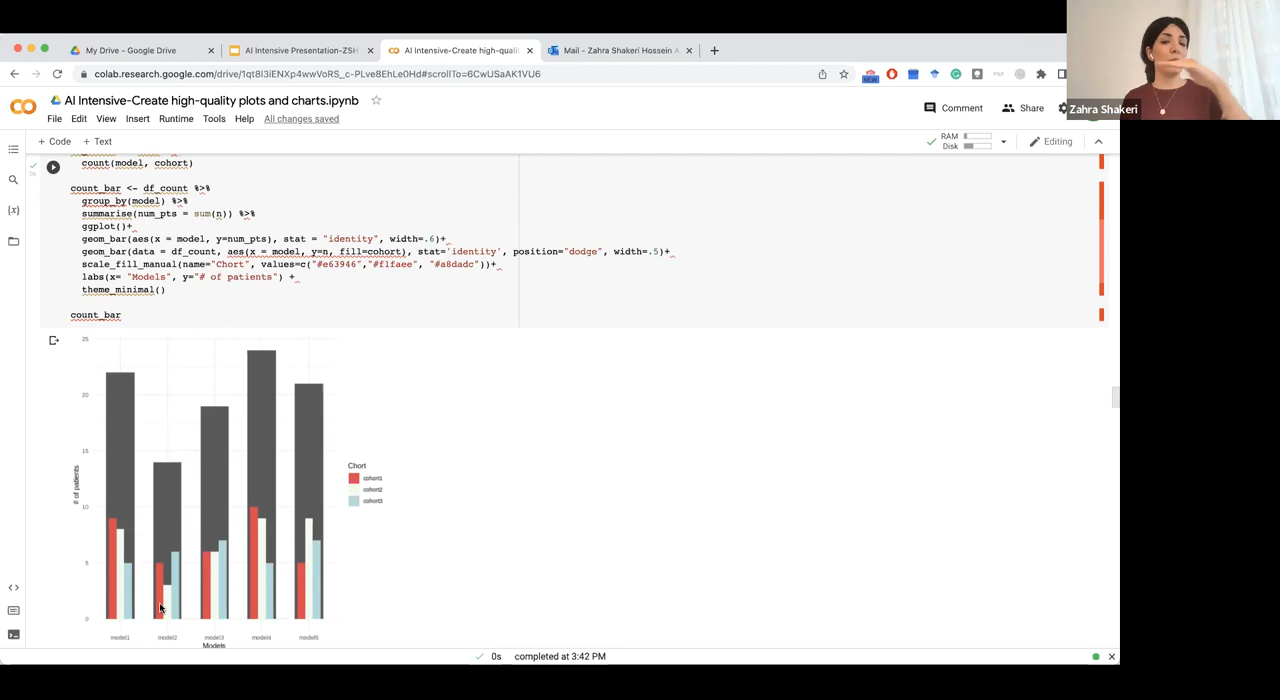 My Drive - Google Drive
AI Intensive Presentation-ZSH
AI Intensive-Create high-quali
Mail - Zahra Shakeri Hossein A
colab.research.google.com/drive/1qt8I3iENXp4wwVoRS_c-PLve8EhLe0Hd#scrollTo=6CwUSaAK1VU6
NEW
Zahra Shakeri
CO
AI Intensive-Create high-quality plots and charts.ipynb
Comment
Share
File Edit View Insert Runtime Tools Help All changes saved
+ Code + Text
RAM
Disk
Editing
count(model, cohort)
count_bar <- df_count %>%
group_by(model) %>%
summarise(num_pts = sum(n)) %>%
ggplot()+
geom_bar(aes(x = model, y=num_pts), stat = "identity", width=.6)+
geom_bar(data = df_count, aes(x = model, y=n, fill=cohort), stat='identity', position="dodge", width=.5)+
scale_fill_manual(name="Chort", values=c("#e63946","#f1faee", "#a8dadc"))+
labs(x= "Models", y="# of patients") +
theme_minimal()
count_bar
25
20
15
10
5
0
# of patients
model1 model2 model3 model4 model5
Models
Chort
cohort1
cohort2
cohort3
0s completed at 3:42 PM